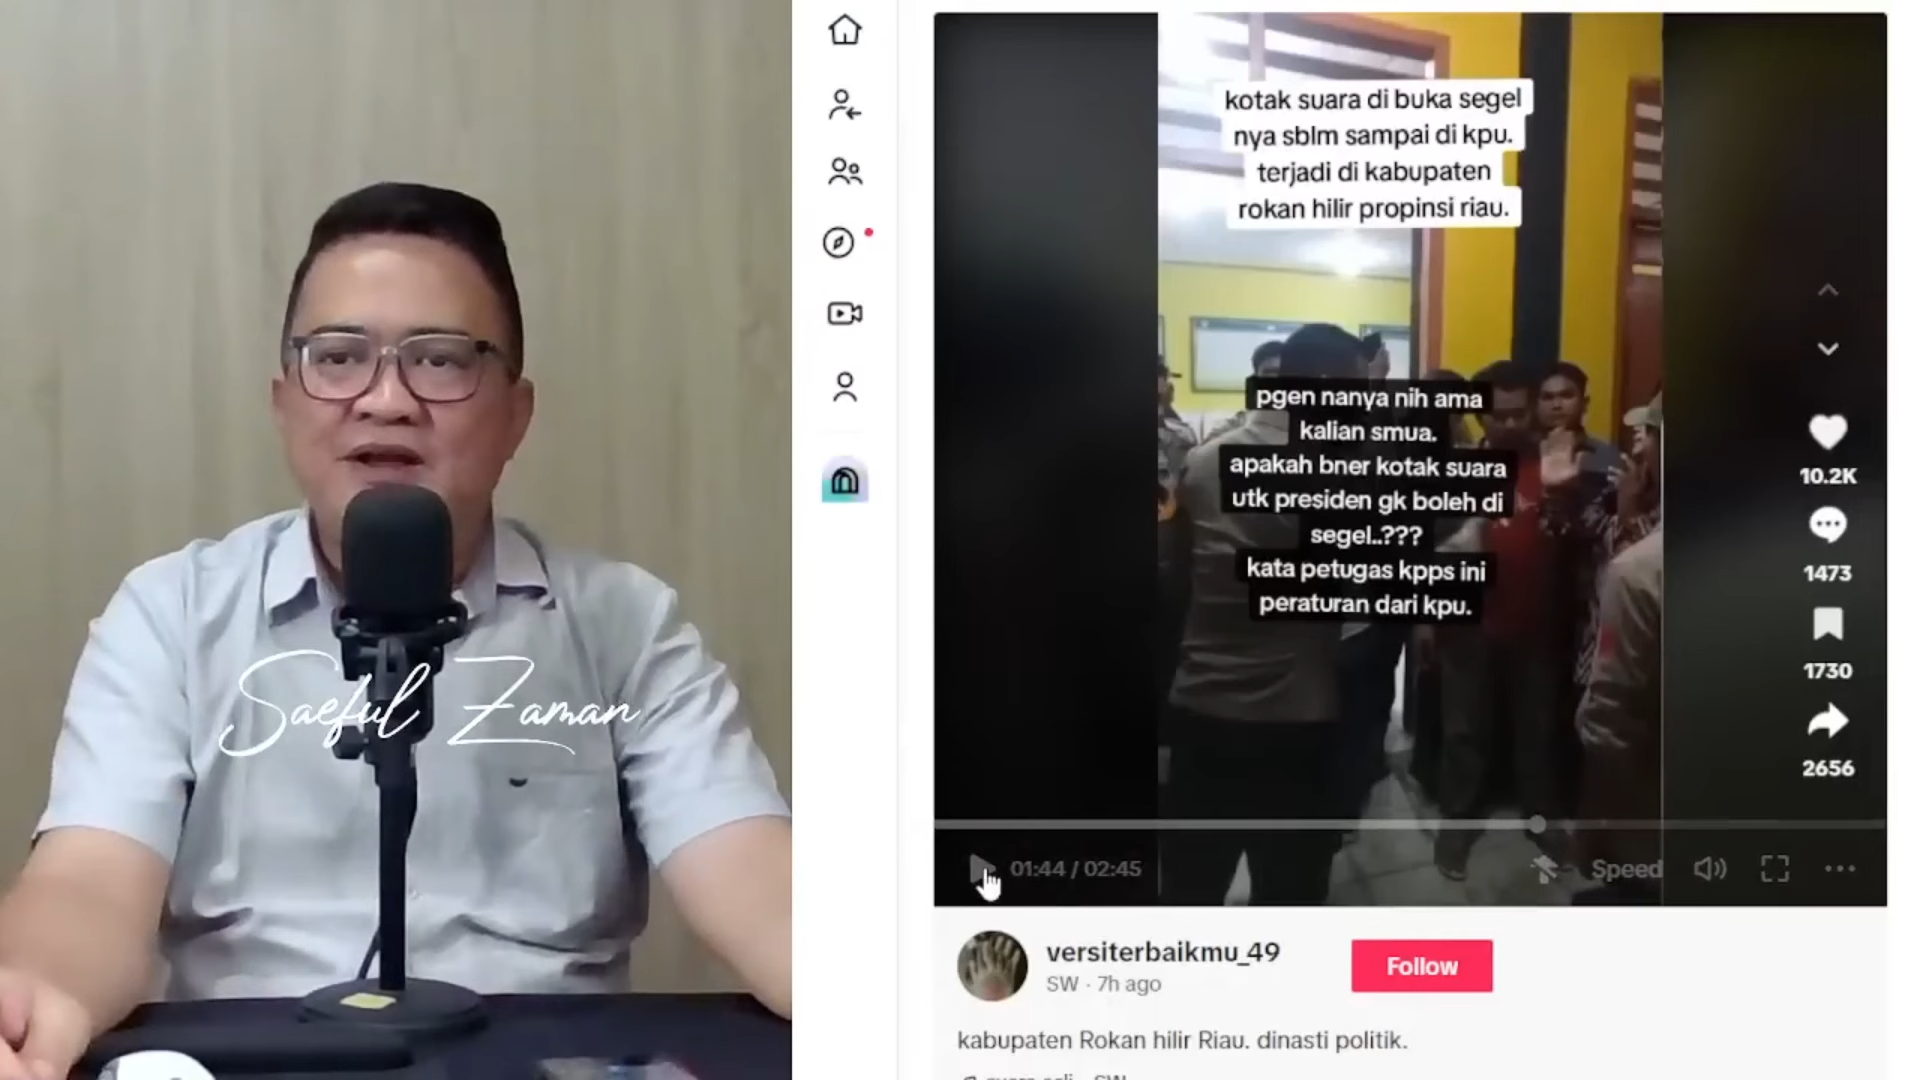 Saeful Zaman
kotak suara di buka segel
nya sblm sampai di kpu.
terjadi di kabupaten
rokan hilir propinsi riau.
pgen nanya nih ama
kalian smua.
apakah bner kotak suara
utk presiden gk boleh di
segel..???
kata petugas kpps ini
peraturan dari kpu.
10.2K
1473
1730
2656
01:44 / 02:45
Speed
versiterbaikmu_49
SW · 7h ago
Follow
kabupaten Rokan hilir Riau. dinasti politik.